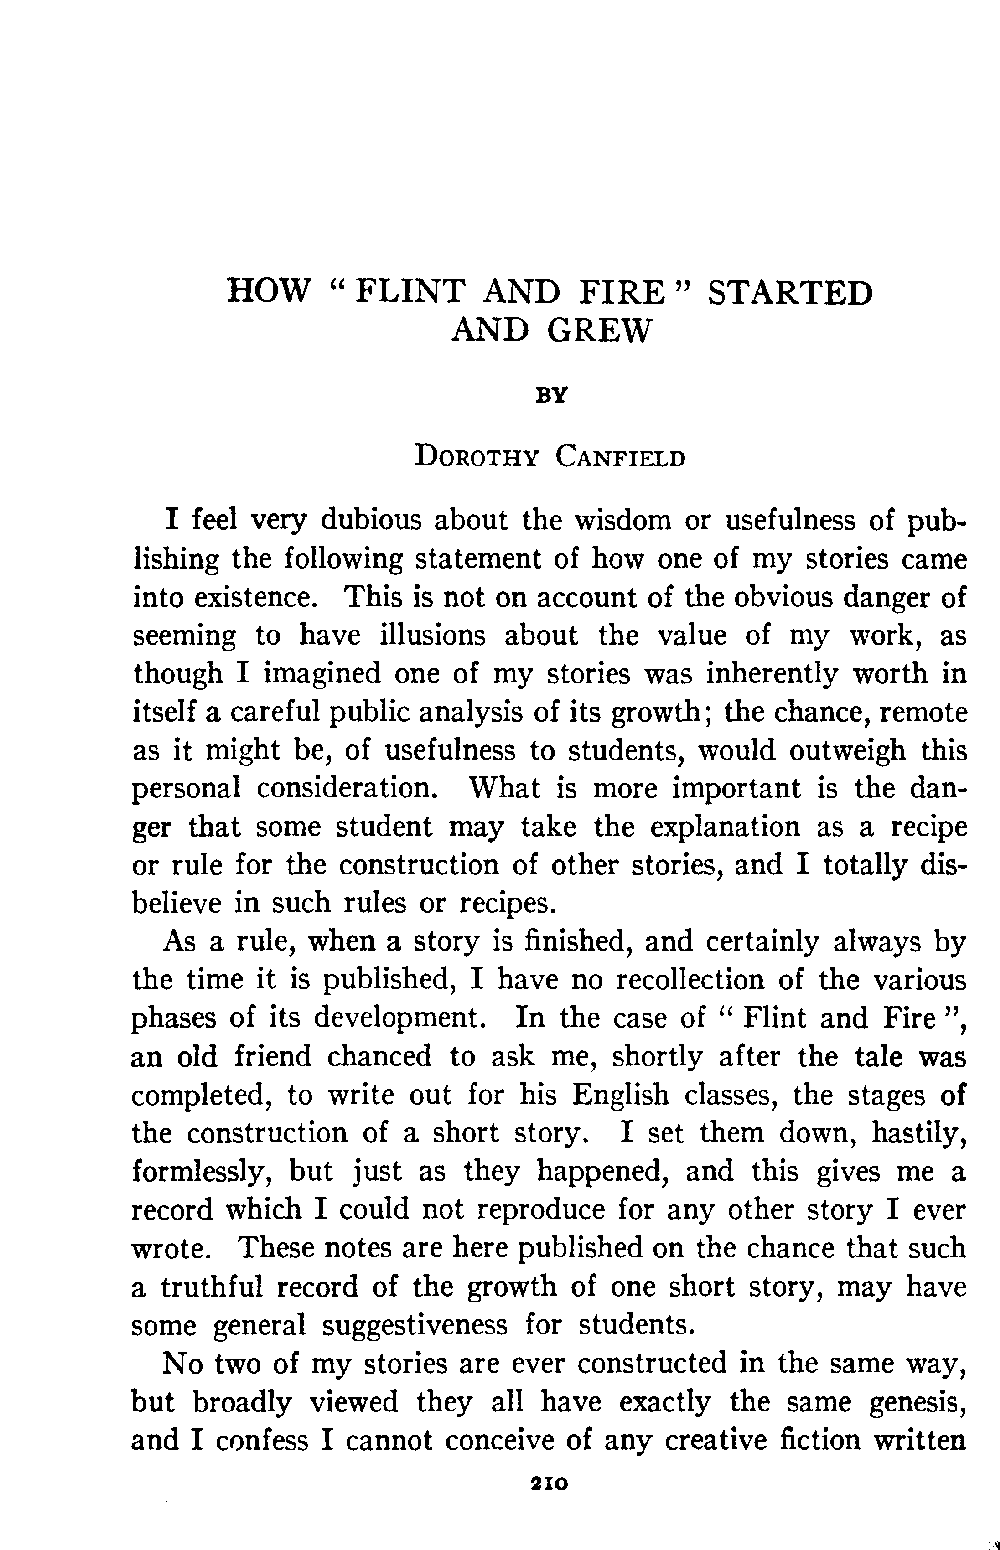 HOW " FLINT AND FIRE " STARTED
AND GREW
BY
DOROTHY CANFIELD
I feel very dubious about the wisdom or usefulness of pub-
lishing the following statement of how one of my stories came
into existence. This is not on account of the obvious danger of
seeming to have illusions about the value of my work, as
though I imagined one of my stories was inherently worth in
itself a careful public analysis of its growth; the chance, remote
as it might be, of usefulness to students, would outweigh this
personal consideration. What is more important is the dan-
ger that some student may take the explanation as a recipe
or rule for the construction of other stories, and I totally dis-
believe in such rules or recipes.
As a rule, when a story is finished, and certainly always by
the time it is published, I have no recollection of the various
phases of its development. In the case of " Flint and Fire ",
an old friend chanced to ask me, shortly after the tale was
completed, to write out for his English classes, the stages of
the construction of a short story. I set them down, hastily,
formlessly, but just as they happened, and this gives me a
record which I could not reproduce for any other story I ever
wrote. These notes are here published on the chance that such
a truthful record of the growth of one short story, may have
some general suggestiveness for students.
No two of my stories are ever constructed in the same way,
but broadly viewed they all have exactly the same genesis,
and I confess I cannot conceive of any creative fiction written
210